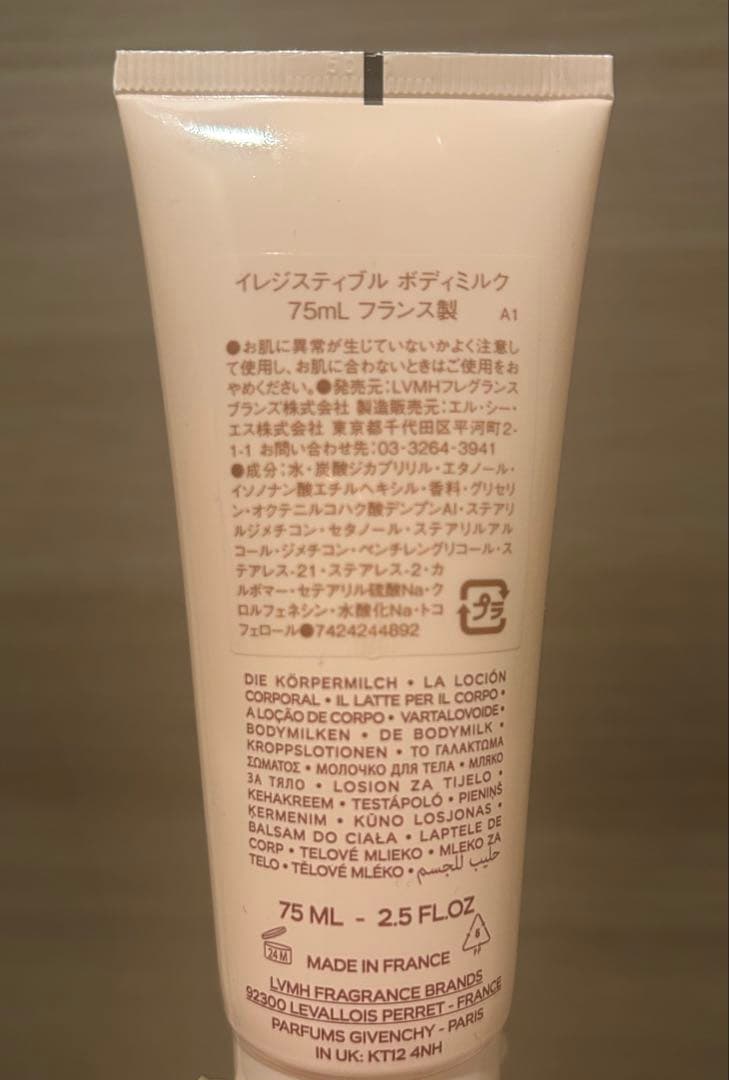 イレジスティブル ボディミルク
75mL フランス製 A1
●お肌に異常が生じていないかよく注意し
て使用し、お肌に合わないときはご使用をお
やめください。●発売元:LVMHフレグランス
ブランズ株式会社 製造販売元:エル・シー・
エス株式会社 東京都千代田区平河町2-
1-1 お問い合わせ先:03-3264-3941
●成分:水・炭酸ジカプリリル・エタノール・
イソノナン酸エチルヘキシル・香料・グリセリ
ン・オクテニルコハク酸デンプンAl・ステアリ
ルジメチコン・セタノール・ステアリルアル
コール・ジメチコン・ペンチレングリコール・ス
テアレス-21・ステアレス-2・カ
ルボマー・セテアリル硫酸Na・ク
ロルフェネシン・水酸化Na・トコ
フェロール●7424244892
プラ
DIE KÖRPERMILCH • LA LOCIÓN
CORPORAL • IL LATTE PER IL CORPO •
A LOÇÃO DE CORPO • VARTALOVOIDE •
BODYMILKEN • DE BODYMILK •
KROPPSLOTIONEN • ΤΟ ΓΑΛΑΚΤΩΜΑ
ΣΩΜΑΤΟΣ • МОЛОЧКО ДЛЯ ТЕЛА • МЛЯКО
ЗА ТЯЛО • LOSION ZA TIJELO •
KEHAKREEM • TESTÁPOLÓ • PIENIŅŠ
ĶERMENIM • KŪNO LOSJONAS •
BALSAM DO CIAŁA • LAPTELE DE
CORP • TELOVÉ MLIEKO • MLEKO ZA
TELO • TĚLOVÉ MLÉKO • حليب للجسم
75 ML - 2.5 FL.OZ
24 M
MADE IN FRANCE
LVMH FRAGRANCE BRANDS
92300 LEVALLOIS PERRET - FRANCE
PARFUMS GIVENCHY - PARIS
IN UK: KT12 4NH